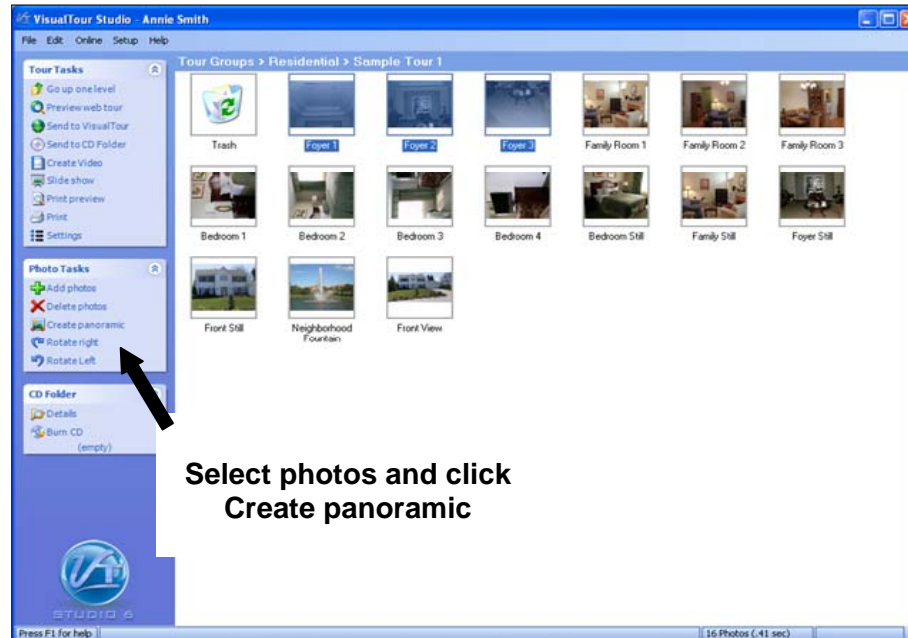 VisualTour Studio - Annie Smith
File Edit Online Setup Help
Tour Groups > Residential > Sample Tour 1
Tour Tasks
Go up one level
Preview web tour
Send to VisualTour
Send to CD Folder
Create Video
Slide show
Print preview
Print
Settings
Photo Tasks
Add photos
Delete photos
Create panoramic
Rotate right
Rotate Left
CD Folder
Details
Burn CD
(empty)
Trash Foyer 1 Foyer 2 Foyer 3 Family Room 1 Family Room 2 Family Room 3
Bedroom 1 Bedroom 2 Bedroom 3 Bedroom 4 Bedroom Still Family Still Foyer Still
Front Still Neighborhood Front View
Fountain
Select photos and click
Create panoramic
STUDIO 6
Press F1 for help
16 Photos (.41 sec)